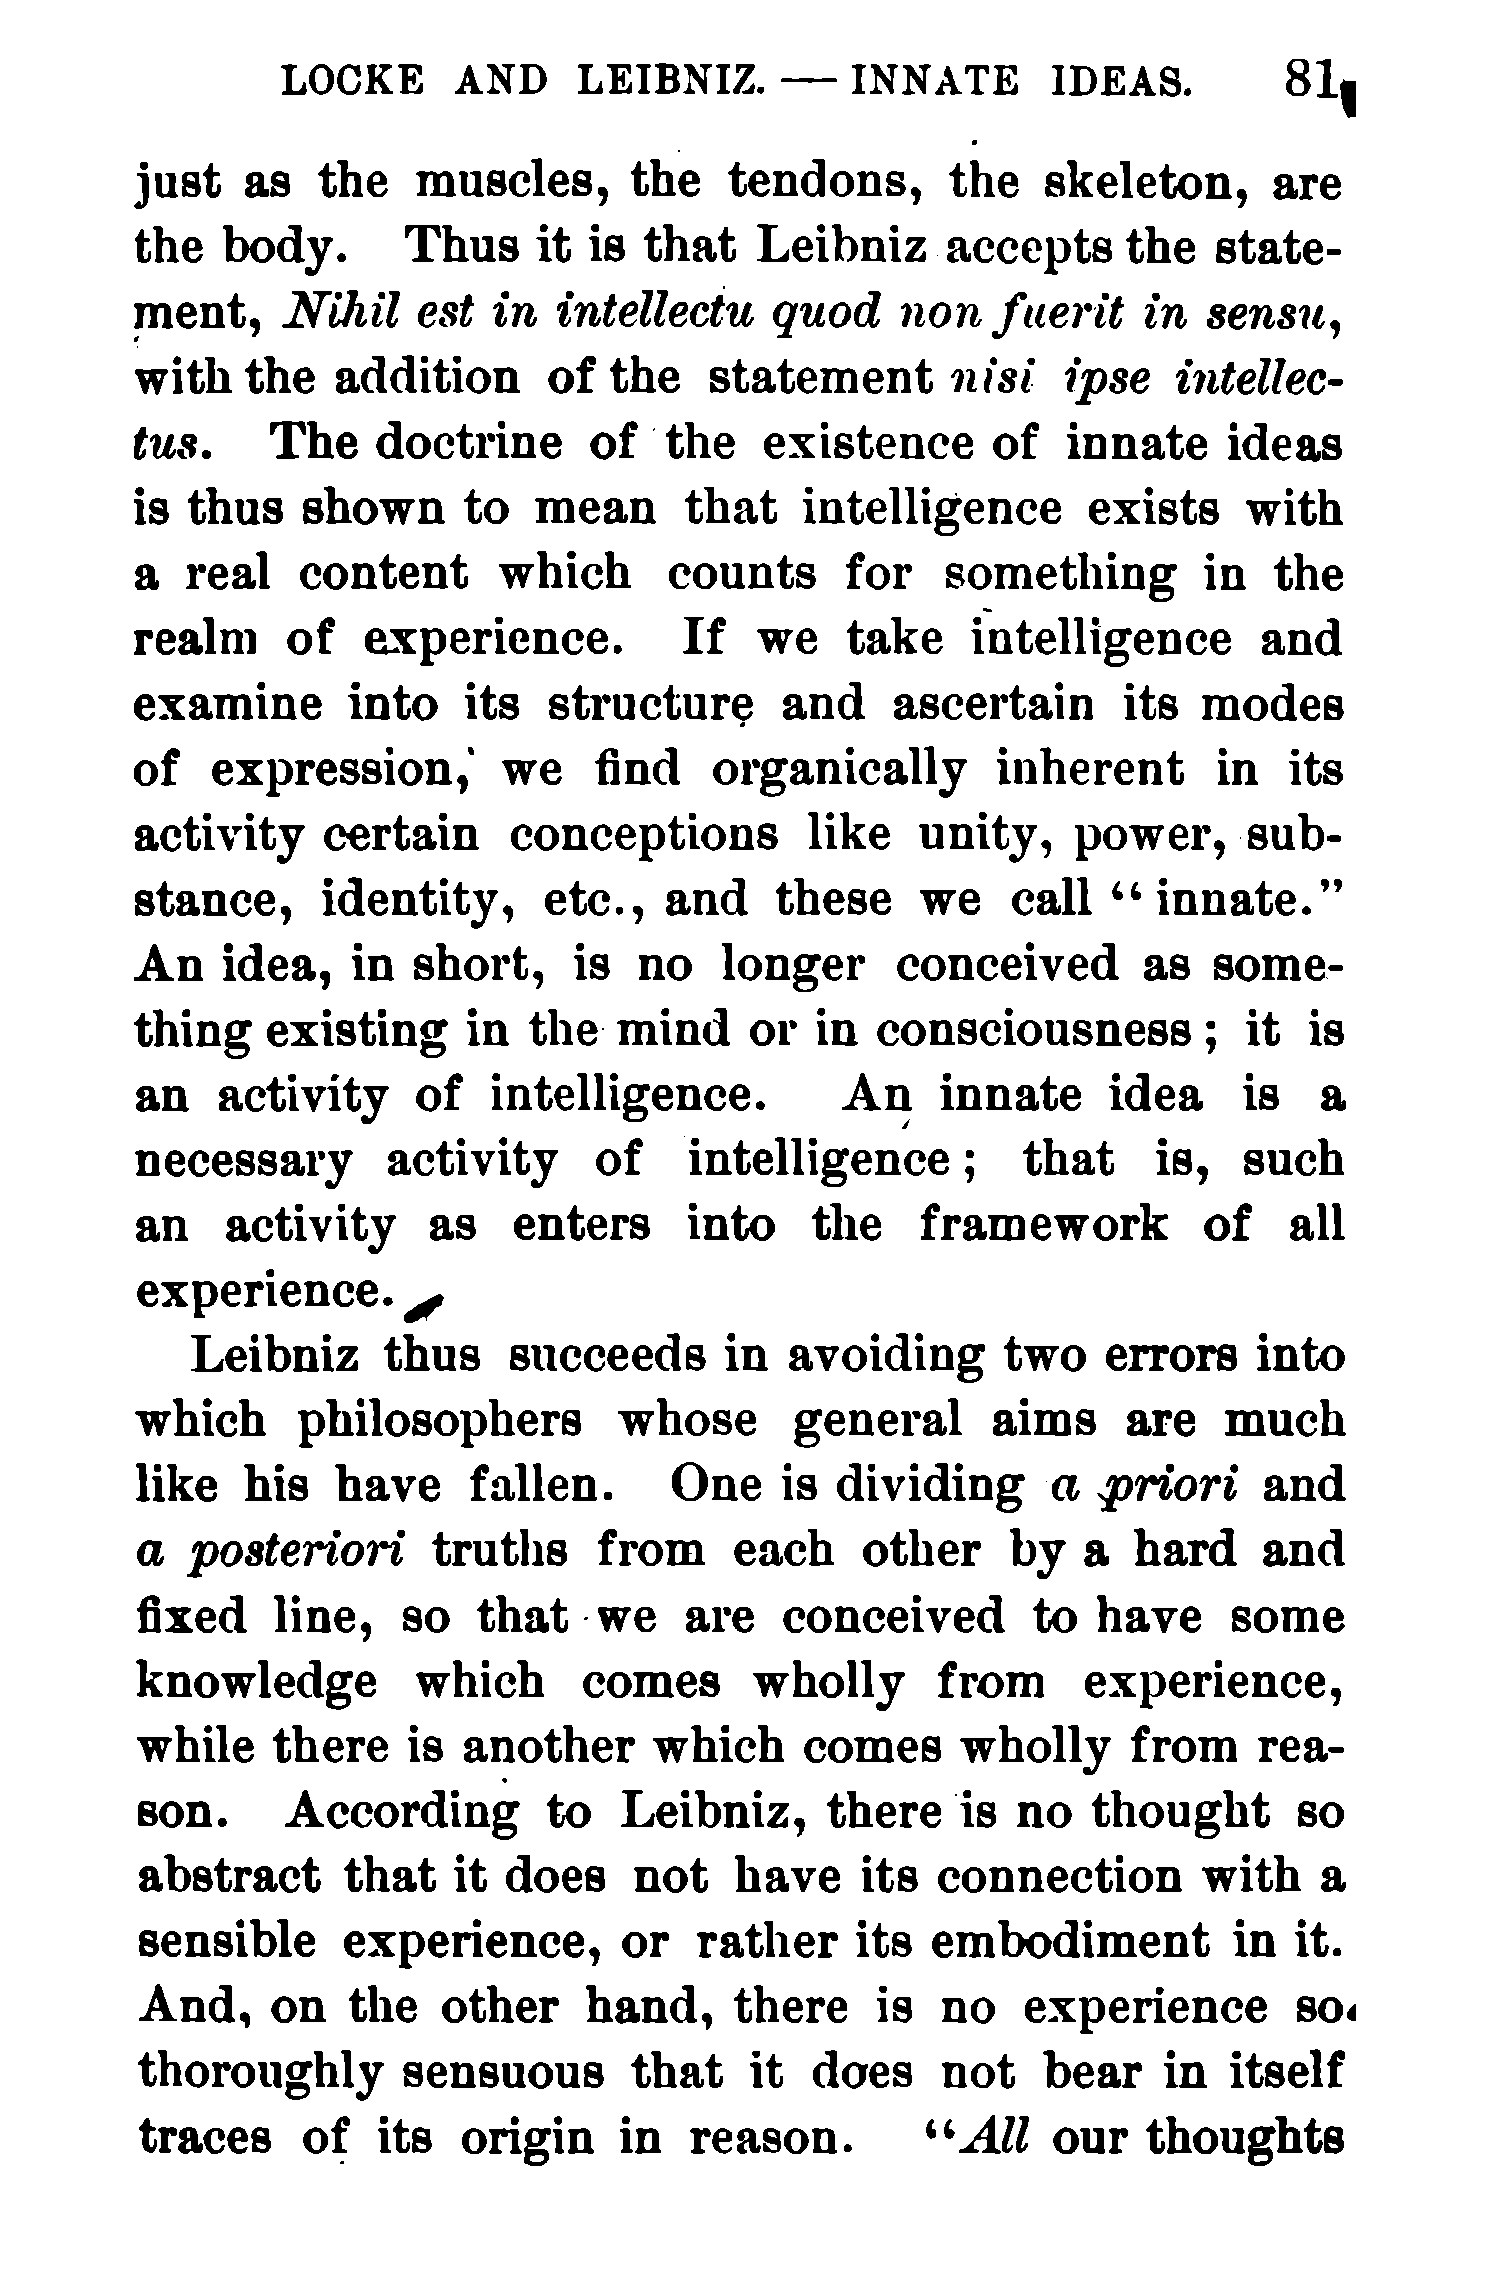 LOCKE AND LEIBNIZ. — INNATE IDEAS. 81
just as the muscles, the tendons, the skeleton, are
the body. Thus it is that Leibniz accepts the state-
ment, Nihil est in intellectu quod non fuerit in sensu,
with the addition of the statement nisi ipse intellec-
tus. The doctrine of the existence of innate ideas
is thus shown to mean that intelligence exists with
a real content which counts for something in the
realm of experience. If we take intelligence and
examine into its structure and ascertain its modes
of expression, we find organically inherent in its
activity certain conceptions like unity, power, sub-
stance, identity, etc., and these we call “innate.”
An idea, in short, is no longer conceived as some-
thing existing in the mind or in consciousness; it is
an activity of intelligence. An innate idea is a
necessary activity of intelligence; that is, such
an activity as enters into the framework of all
experience.
Leibniz thus succeeds in avoiding two errors into
which philosophers whose general aims are much
like his have fallen. One is dividing a priori and
a posteriori truths from each other by a hard and
fixed line, so that we are conceived to have some
knowledge which comes wholly from experience,
while there is another which comes wholly from rea-
son. According to Leibniz, there is no thought so
abstract that it does not have its connection with a
sensible experience, or rather its embodiment in it.
And, on the other hand, there is no experience so
thoroughly sensuous that it does not bear in itself
traces of its origin in reason. “All our thoughts